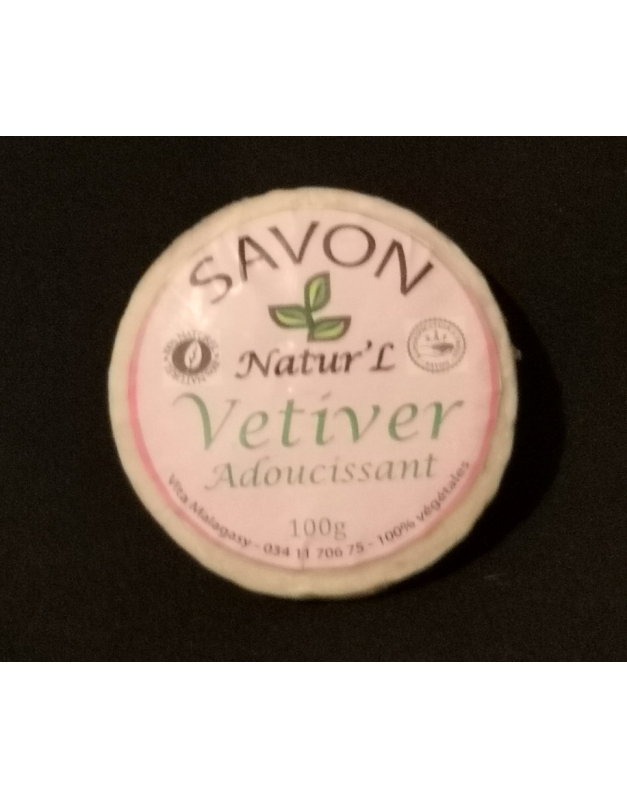 SAVON
Natur'L
Vetiver
Adoucissant
100g
Vita Malagasy - 034 11 706 75 - 100% végétales